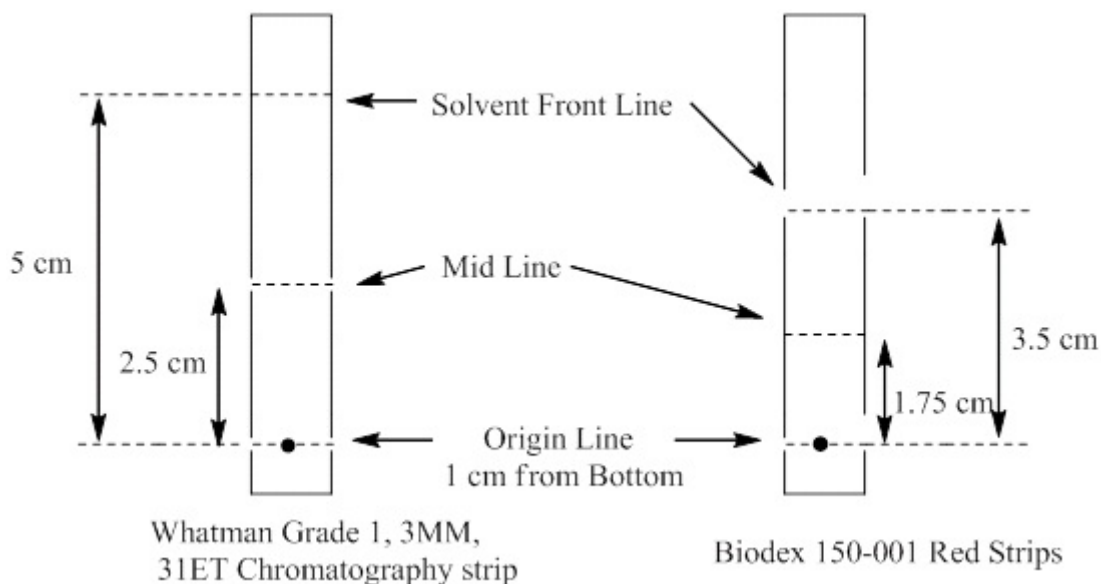 Solvent Front Line
5 cm
Mid Line
2.5 cm
3.5 cm
1.75 cm
Origin Line
1 cm from Bottom
Whatman Grade 1, 3MM,
31ET Chromatography strip
Biodex 150-001 Red Strips